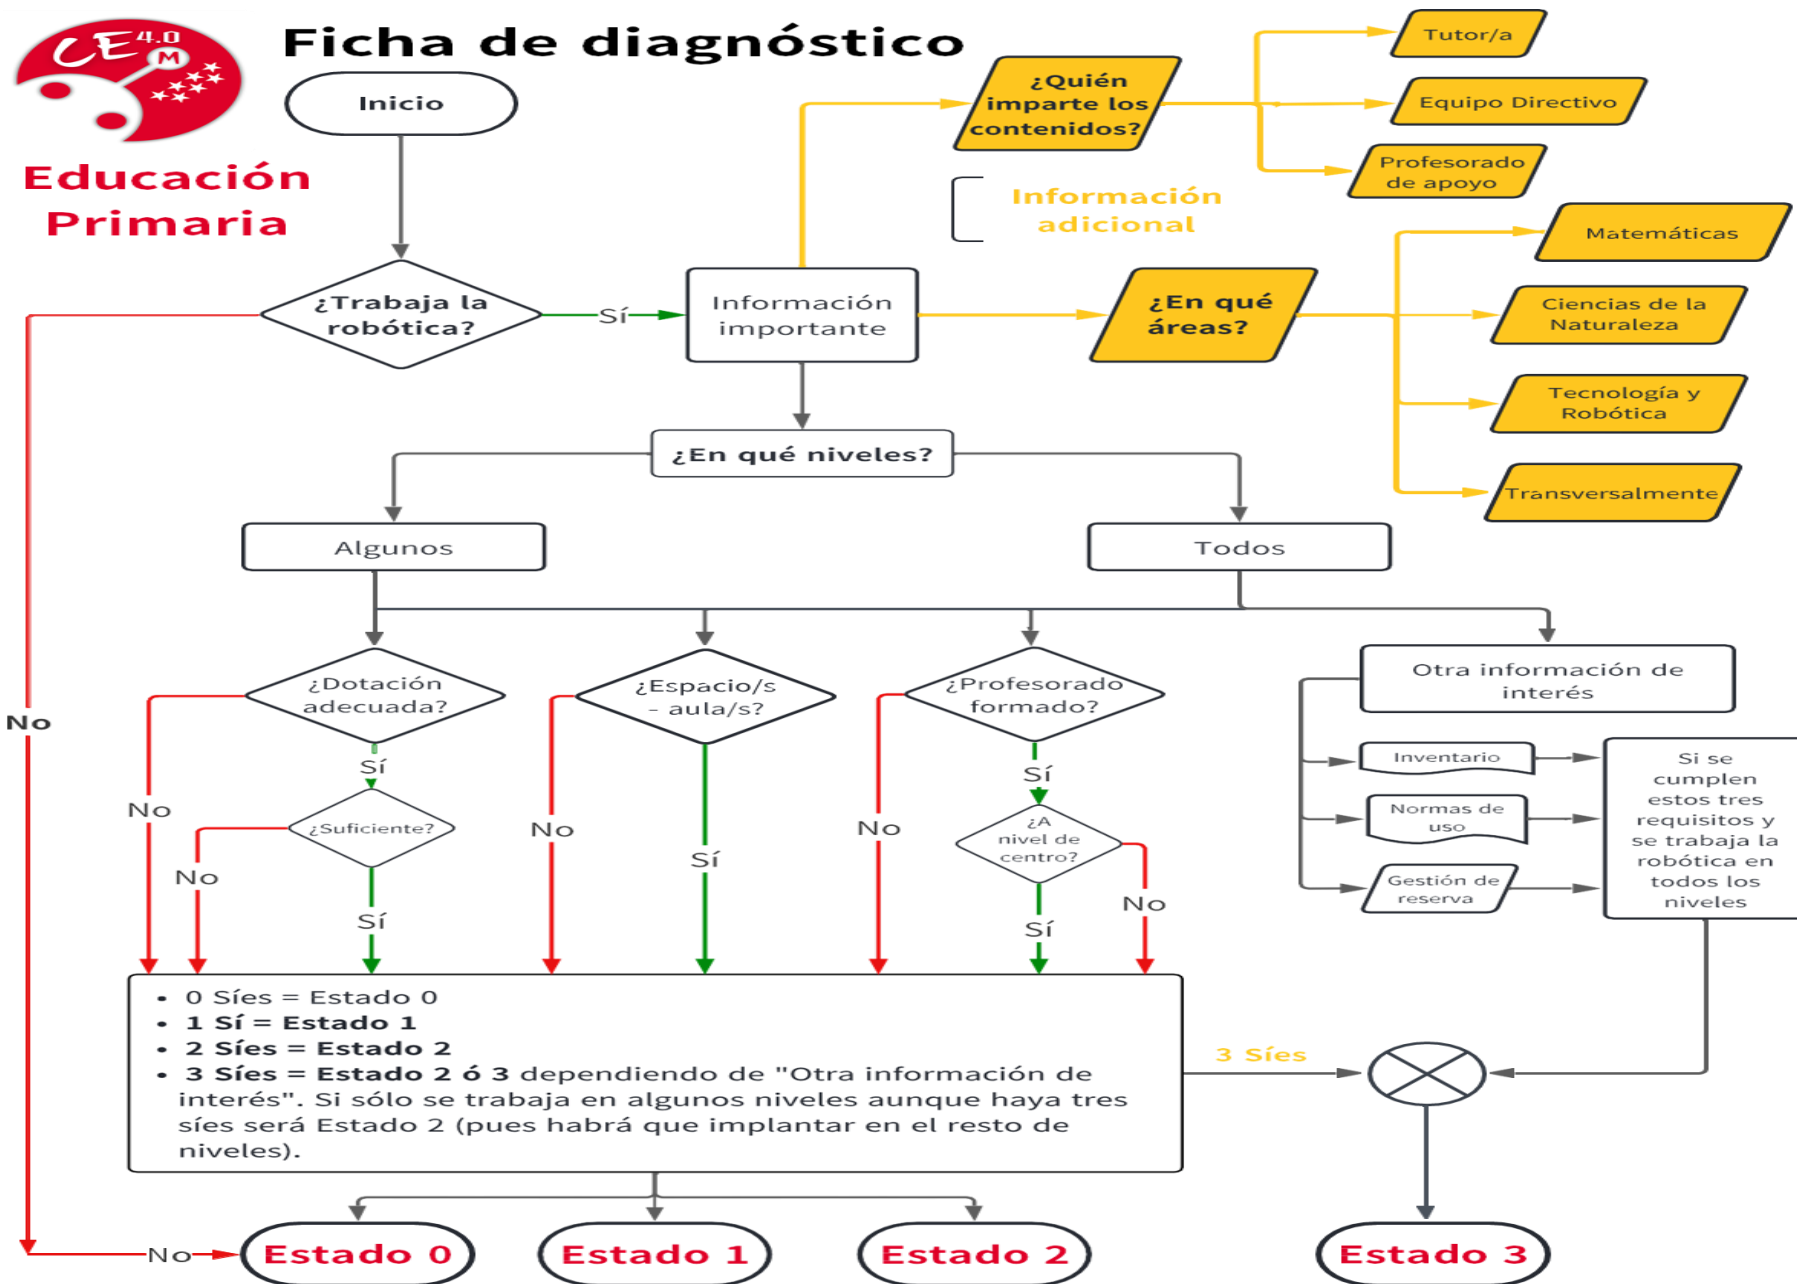 CE 4.0
M
Ficha de diagnóstico
Educación
Primaria
Inicio
¿Quién
imparte los
contenidos?
Tutor/a
Equipo Directivo
Profesorado
de apoyo
Información
adicional
¿Trabaja la
robótica?
Sí
Información
importante
¿En qué
áreas?
Matemáticas
Ciencias de la
Naturaleza
Tecnología y
Robótica
Transversalmente
¿En qué niveles?
Algunos
Todos
No
¿Dotación
adecuada?
¿Espacio/s
- aula/s?
¿Profesorado
formado?
Otra información de
interés
Sí
Sí
No
¿Suficiente?
No
Sí
No
Sí
No
¿A
nivel de
centro?
No
Sí
Inventario
Normas de
uso
Gestión de
reserva
Si se
cumplen
estos tres
requisitos y
se trabaja la
robótica en
todos los
niveles
• 0 Síes = Estado 0
• 1 Sí = Estado 1
• 2 Síes = Estado 2
• 3 Síes = Estado 2 ó 3 dependiendo de "Otra información de
interés". Si sólo se trabaja en algunos niveles aunque haya tres
síes será Estado 2 (pues habrá que implantar en el resto de
niveles).
3 Síes
No
Estado 0
Estado 1
Estado 2
Estado 3